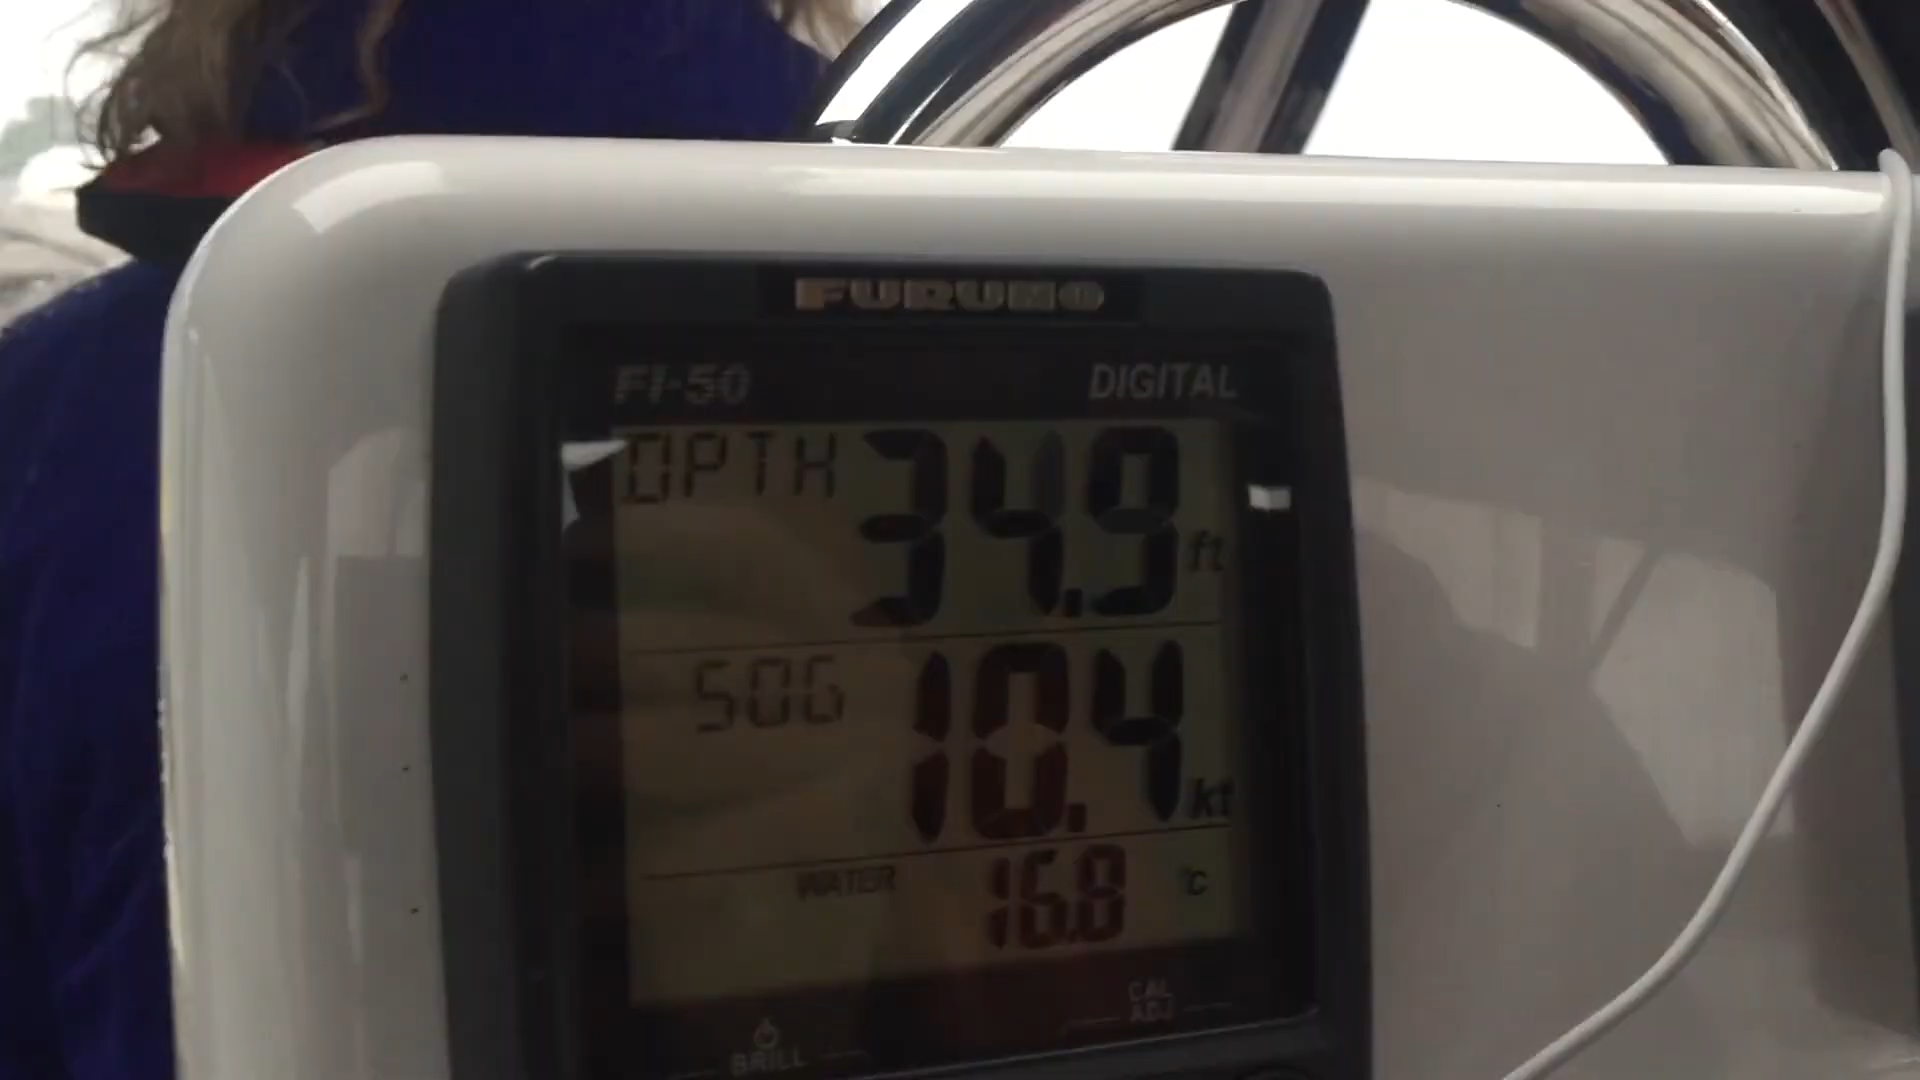 FURUNO
FI-50 DIGITAL
DPTH 34.9 ft
SOG 10.4 kt
WATER 16.8 °C
CAL
ADJ
BRILL